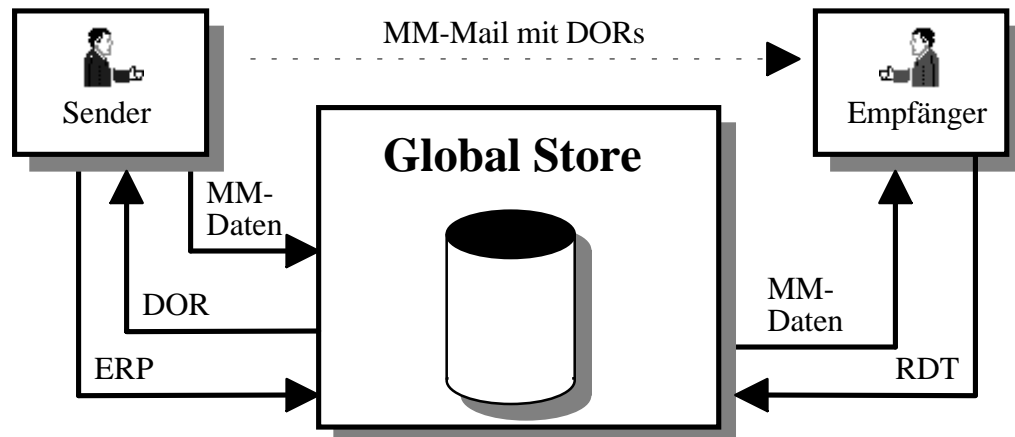 MM-Mail mit DORs
Sender
Empfänger
Global Store
MM-
Daten
DOR
ERP
MM-
Daten
RDT